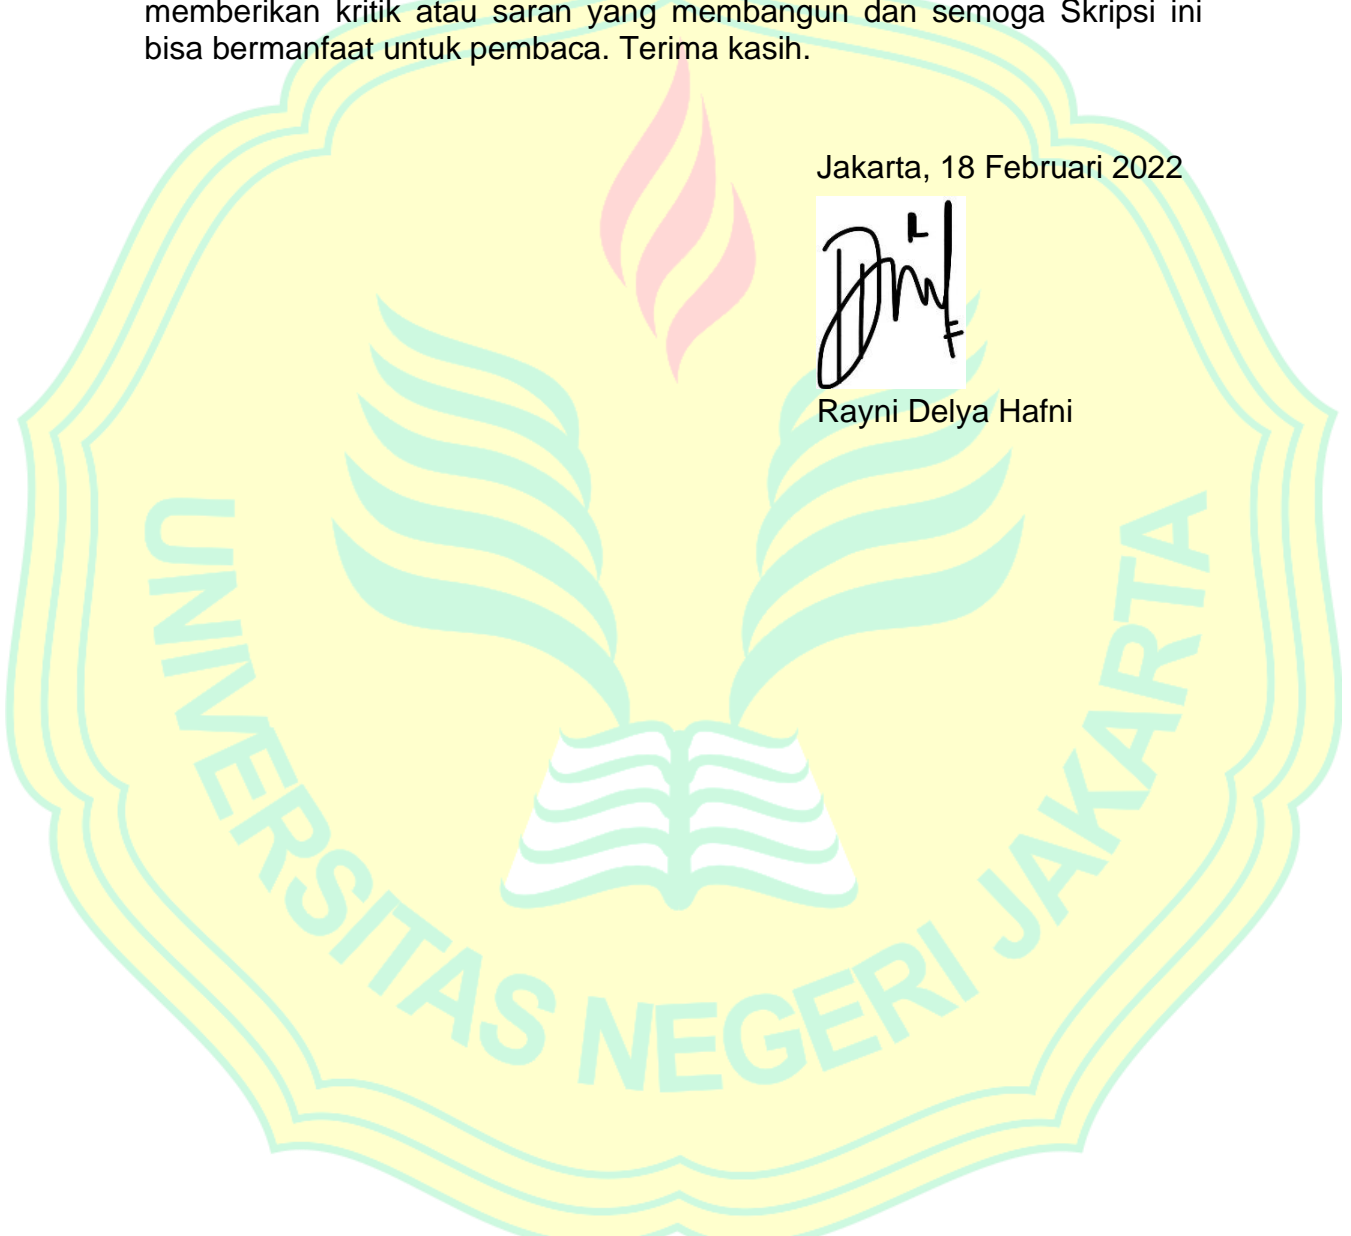 memberikan kritik atau saran yang membangun dan semoga Skripsi ini
bisa bermanfaat untuk pembaca. Terima kasih.
Jakarta, 18 Februari 2022
Rayni Delya Hafni
UNIVERSITAS NEGERI JAKARTA